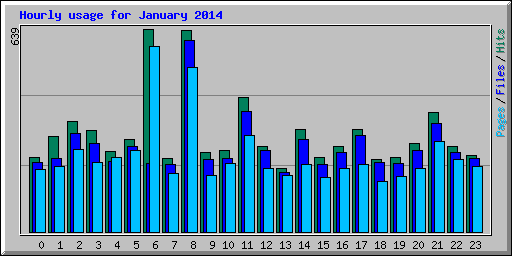 Hourly usage for January 2014
639
Pages / Files / Hits
0 1 2 3 4 5 6 7 8 9 10 11 12 13 14 15 16 17 18 19 20 21 22 23